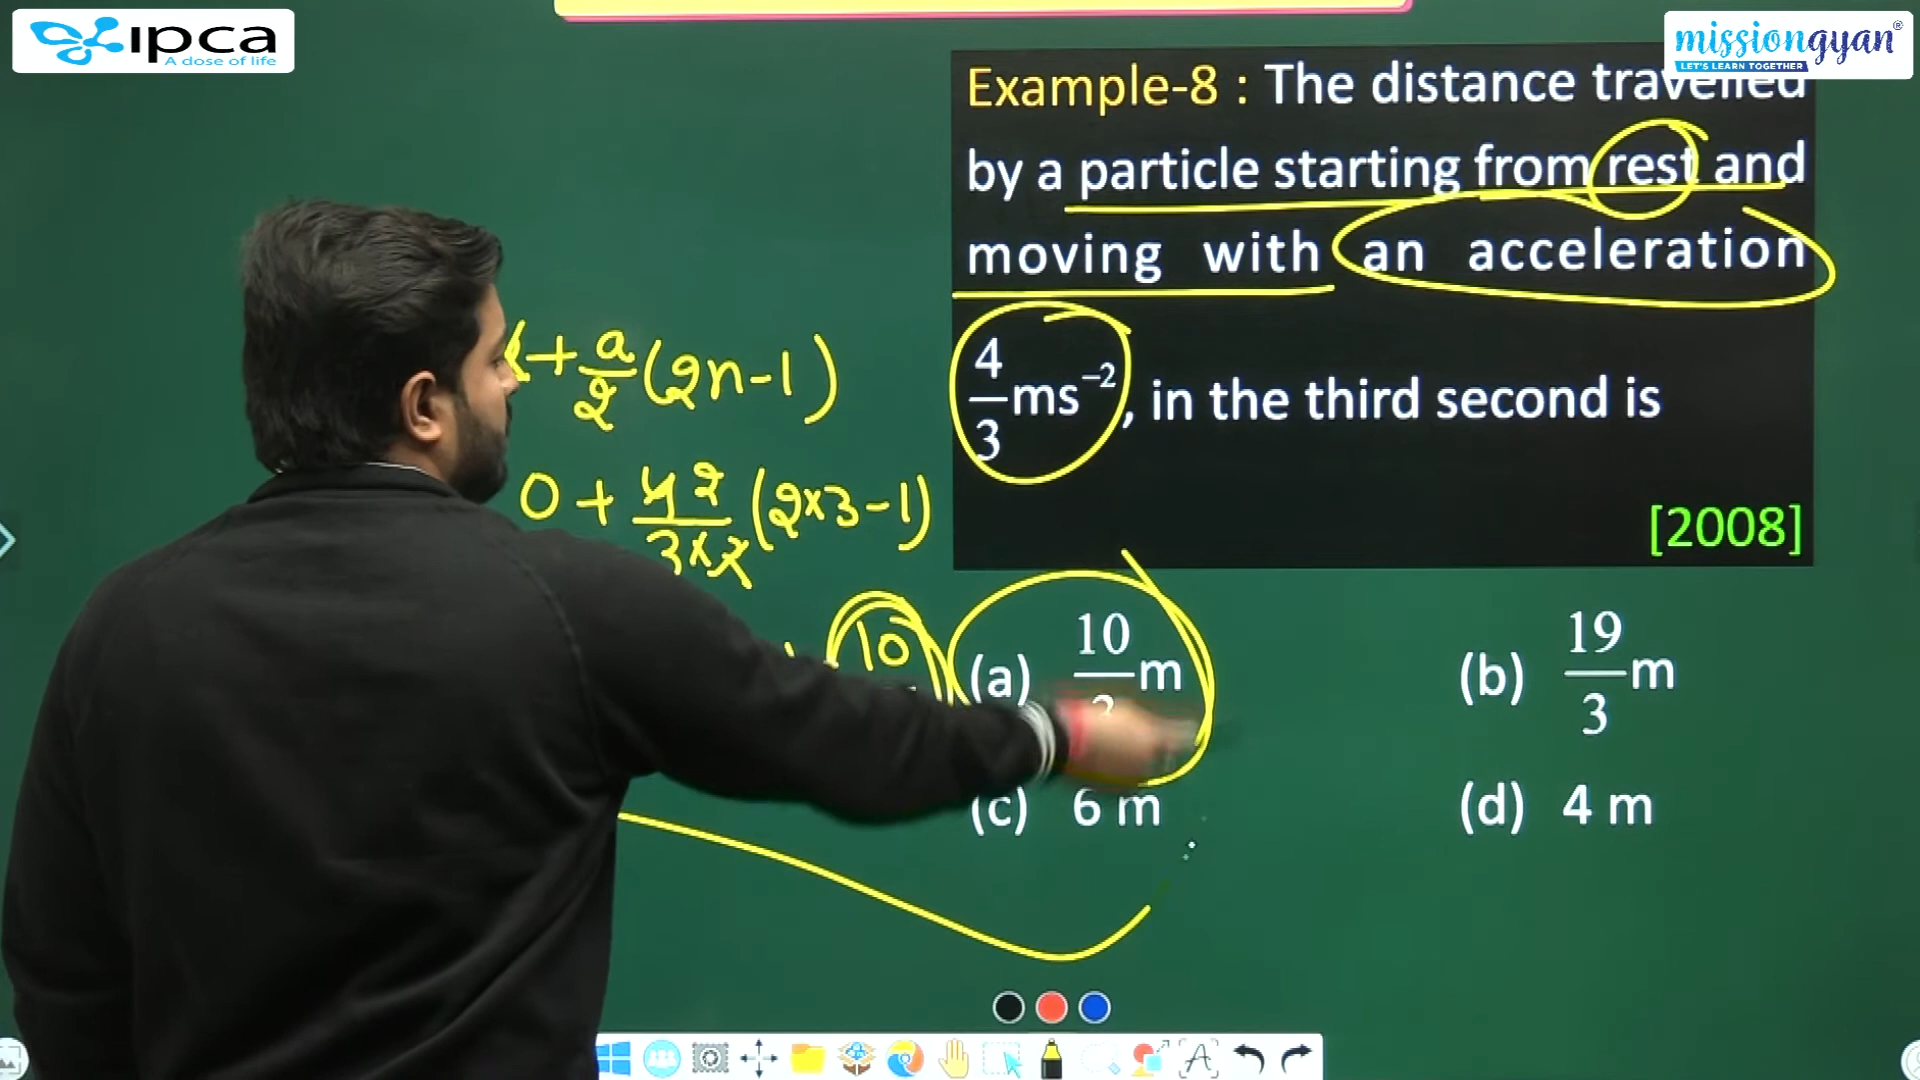 ipca
A dose of life
missiongyan®
LET'S LEARN TOGETHER
Example-8 : The distance travelled
by a particle starting from rest and
moving with an acceleration
4/3 ms⁻², in the third second is
[2008]
+ a/2 (2n-1)
0 + 4 2/3×2 (2×3-1)
10
(a) 10/3 m
(b) 19/3 m
(c) 6 m
(d) 4 m